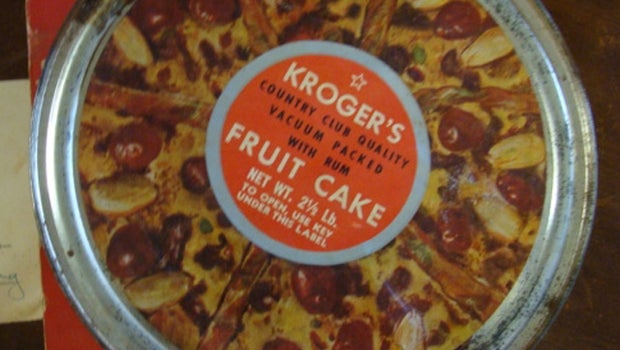 KROGER'S
COUNTRY CLUB QUALITY
VACUUM PACKED
WITH RUM
FRUIT CAKE
NET WT. 2½ Lb.
TO OPEN, USE KEY
UNDER THIS LABEL